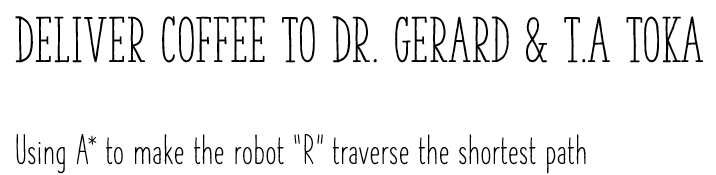 DELIVER COFFEE TO DR. GERARD & T.A TOKA
Using A* to make the robot "R" traverse the shortest path